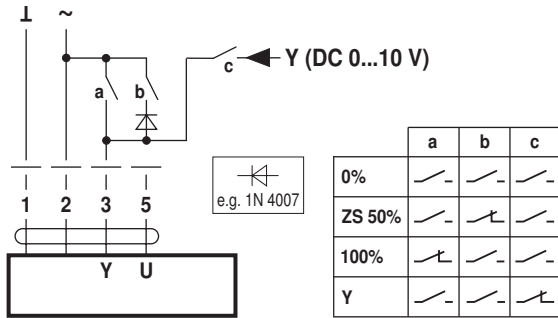 ⊥ ~
a b c Y (DC 0...10 V)
1 2 3 5
Y U
e.g. 1N 4007
a b c
0%
ZS 50%
100%
Y